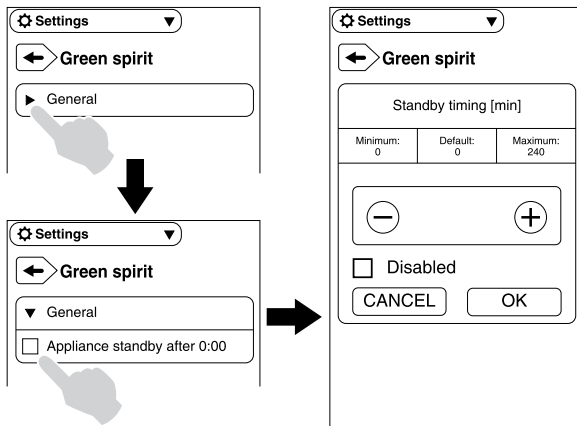 Settings
Green spirit
General
Settings
Green spirit
General
Appliance standby after 0:00
Settings
Green spirit
Standby timing [min]
Minimum: Default: Maximum:
0 0 240
Disabled
CANCEL OK